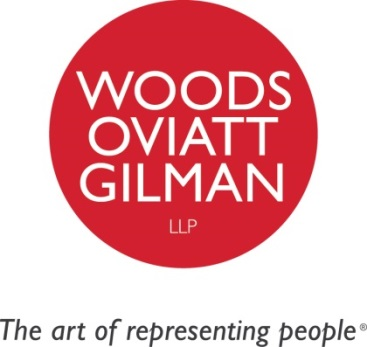 WOODS
OVIATT
GILMAN
LLP
The art of representing people®